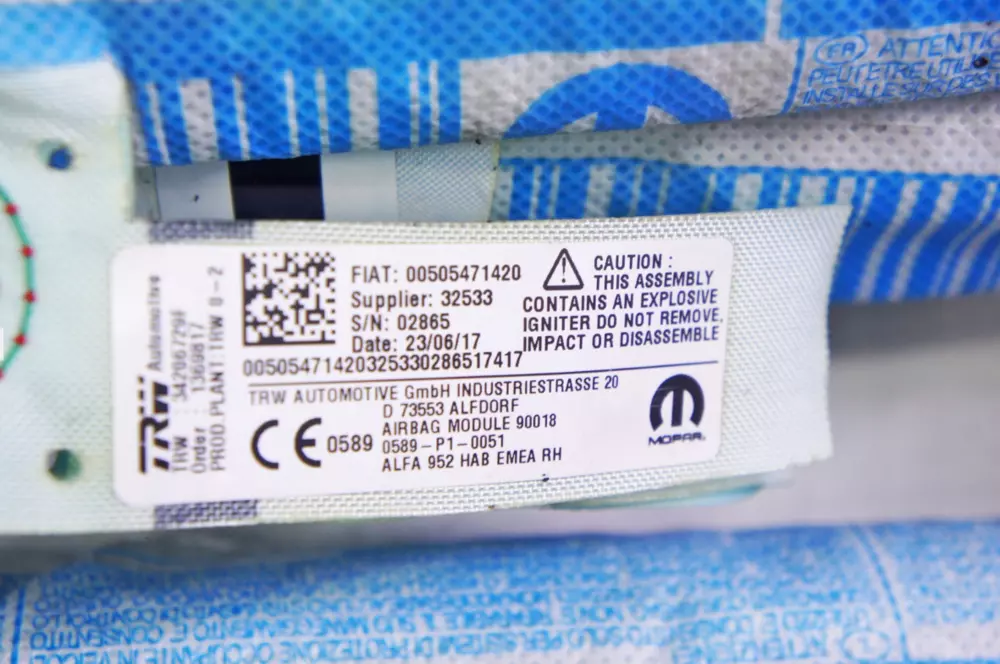 FR ATTENTIO
PEUT ETRE UTILISE
TRW Automotive
TRW : 34206729F
Order : 1369817
PROD.PLANT:TRW 0-2
FIAT: 00505471420
Supplier: 32533
S/N: 02865
Date: 23/06/17
00505471420325330286517417
CAUTION :
THIS ASSEMBLY
CONTAINS AN EXPLOSIVE
IGNITER DO NOT REMOVE,
IMPACT OR DISASSEMBLE
TRW AUTOMOTIVE GmbH INDUSTRIESTRASSE 20
D 73553 ALFDORF
AIRBAG MODULE 90018
CE 0589 0589-P1-0051
ALFA 952 HAB EMEA RH
MOPAR